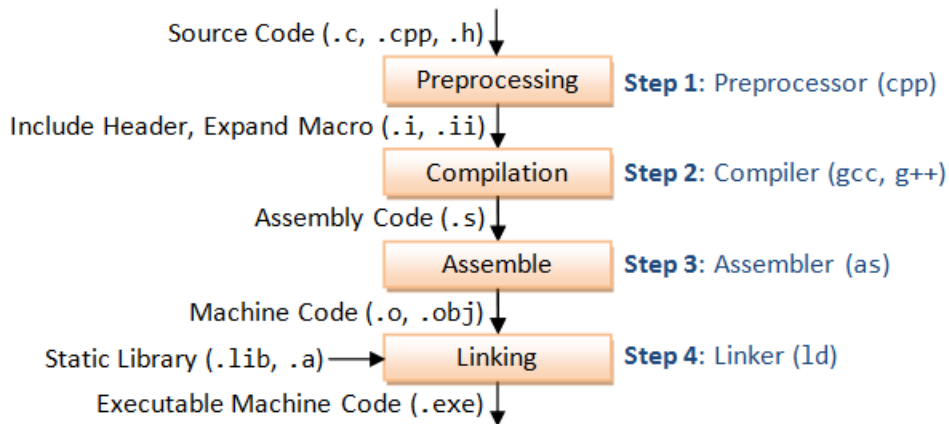 Source Code (.c, .cpp, .h)
Preprocessing
Step 1: Preprocessor (cpp)
Include Header, Expand Macro (.i, .ii)
Compilation
Step 2: Compiler (gcc, g++)
Assembly Code (.s)
Assemble
Step 3: Assembler (as)
Machine Code (.o, .obj)
Static Library (.lib, .a)
Linking
Step 4: Linker (ld)
Executable Machine Code (.exe)